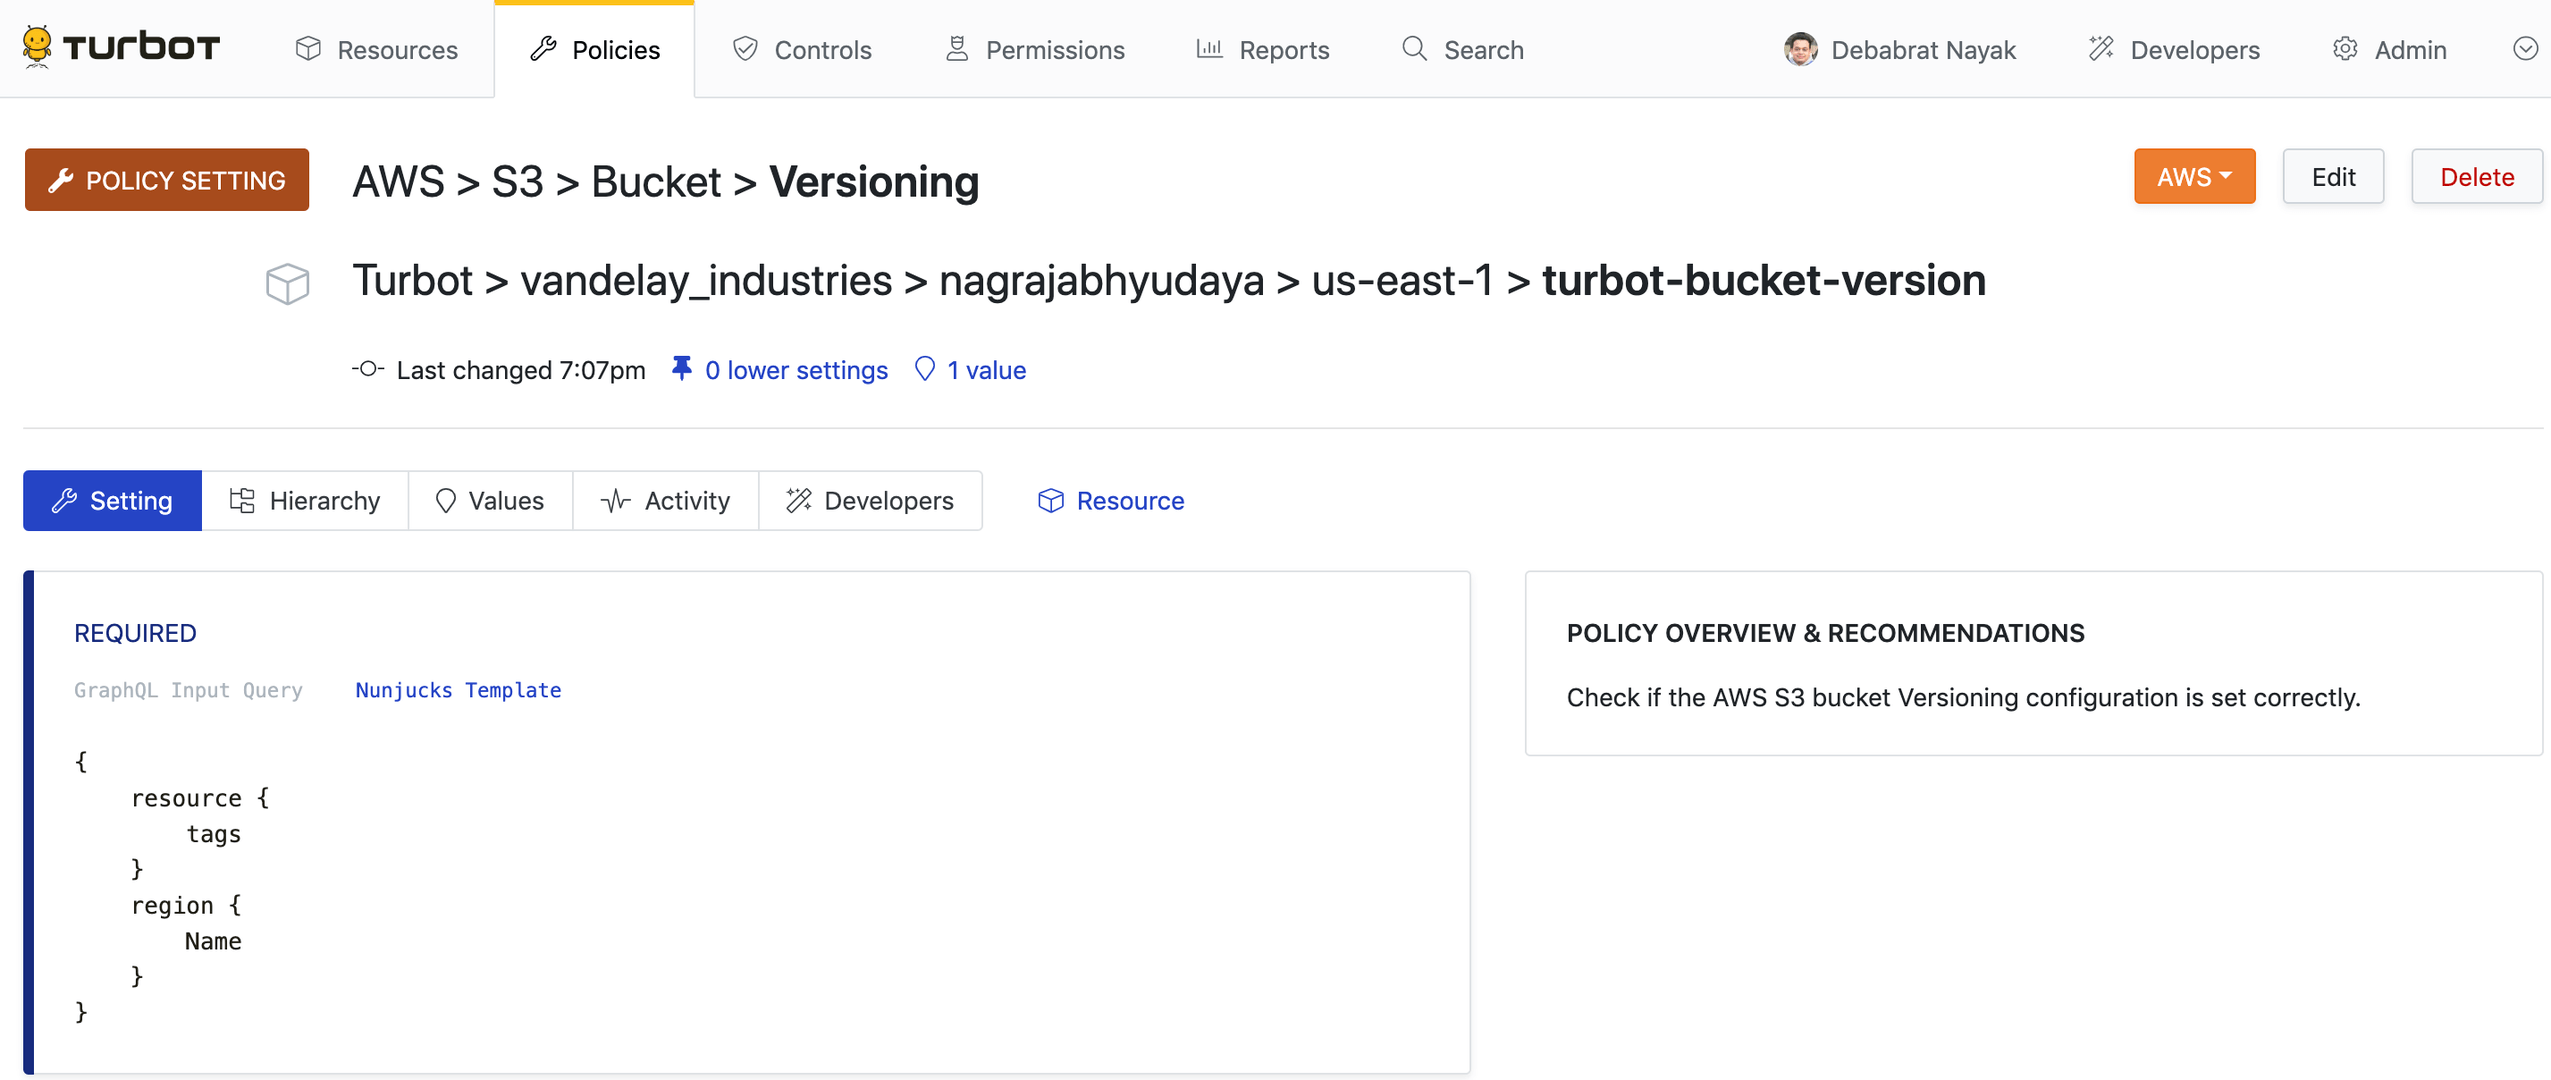 TURBOT Resources Policies Controls Permissions Reports Search Debabrat Nayak Developers Admin
POLICY SETTING AWS > S3 > Bucket > Versioning AWS Edit Delete
Turbot > vandelay_industries > nagrajabhyudaya > us-east-1 > turbot-bucket-version
Last changed 7:07pm 0 lower settings 1 value
Setting Hierarchy Values Activity Developers Resource
REQUIRED
GraphQL Input Query Nunjucks Template
{
    resource {
        tags
    }
    region {
        Name
    }
}
POLICY OVERVIEW & RECOMMENDATIONS
Check if the AWS S3 bucket Versioning configuration is set correctly.